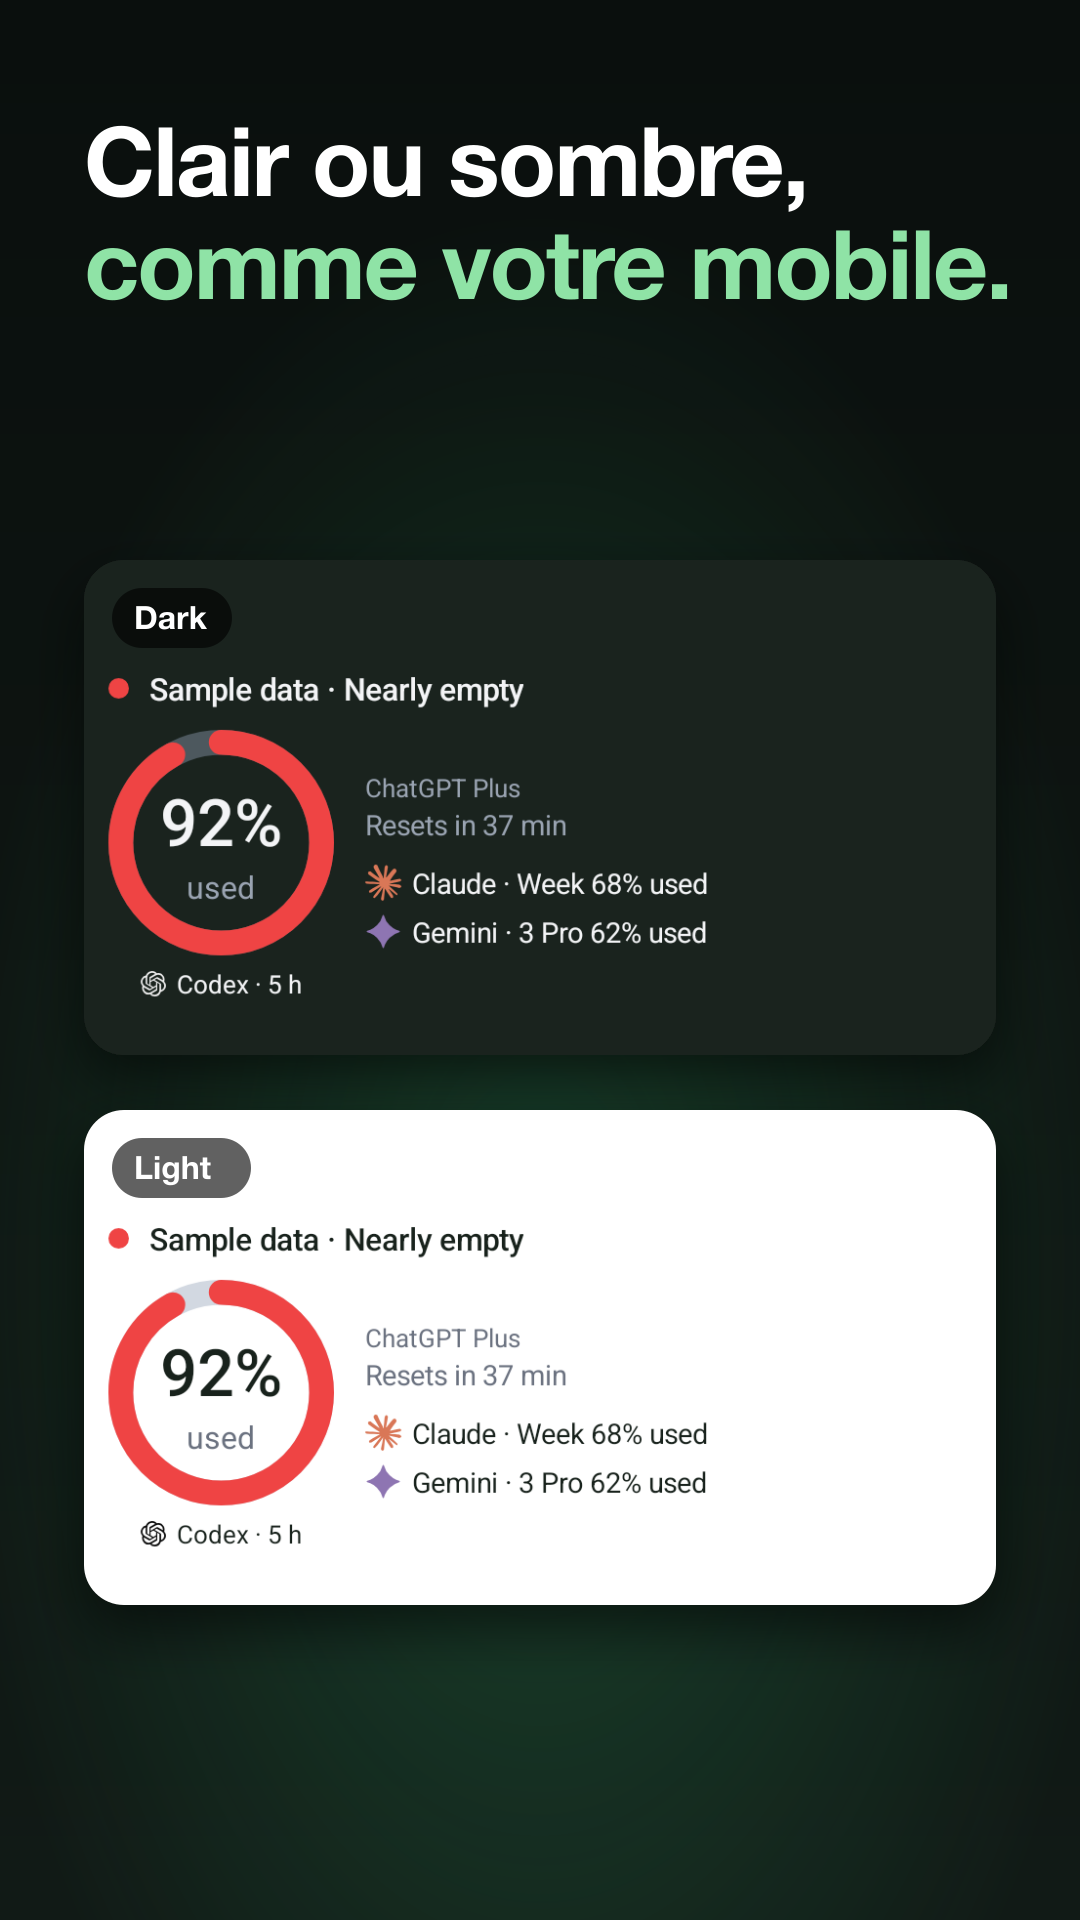 Clair ou sombre,
comme votre mobile.
Dark
Sample data · Nearly empty
92%
used
Codex · 5 h
ChatGPT Plus
Resets in 37 min
Claude · Week 68% used
Gemini · 3 Pro 62% used
Light
Sample data · Nearly empty
92%
used
Codex · 5 h
ChatGPT Plus
Resets in 37 min
Claude · Week 68% used
Gemini · 3 Pro 62% used